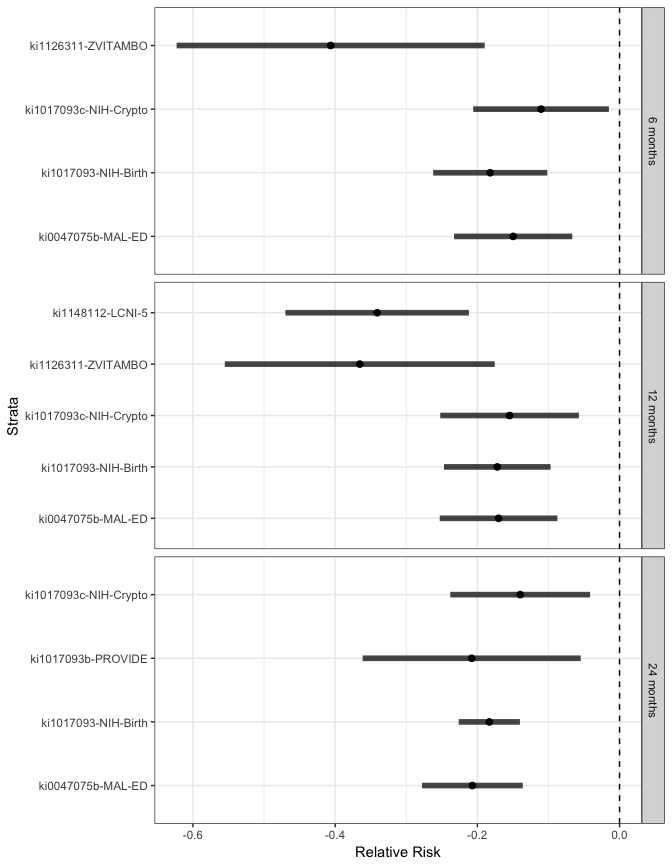 ki1126311-ZVITAMBO
ki1017093c-NIH-Crypto
ki1017093-NIH-Birth
ki0047075b-MAL-ED
6 months
ki1148112-LCNI-5
ki1126311-ZVITAMBO
ki1017093c-NIH-Crypto
ki1017093-NIH-Birth
ki0047075b-MAL-ED
12 months
Strata
ki1017093c-NIH-Crypto
ki1017093b-PROVIDE
ki1017093-NIH-Birth
ki0047075b-MAL-ED
24 months
-0.6 -0.4 -0.2 0.0
Relative Risk